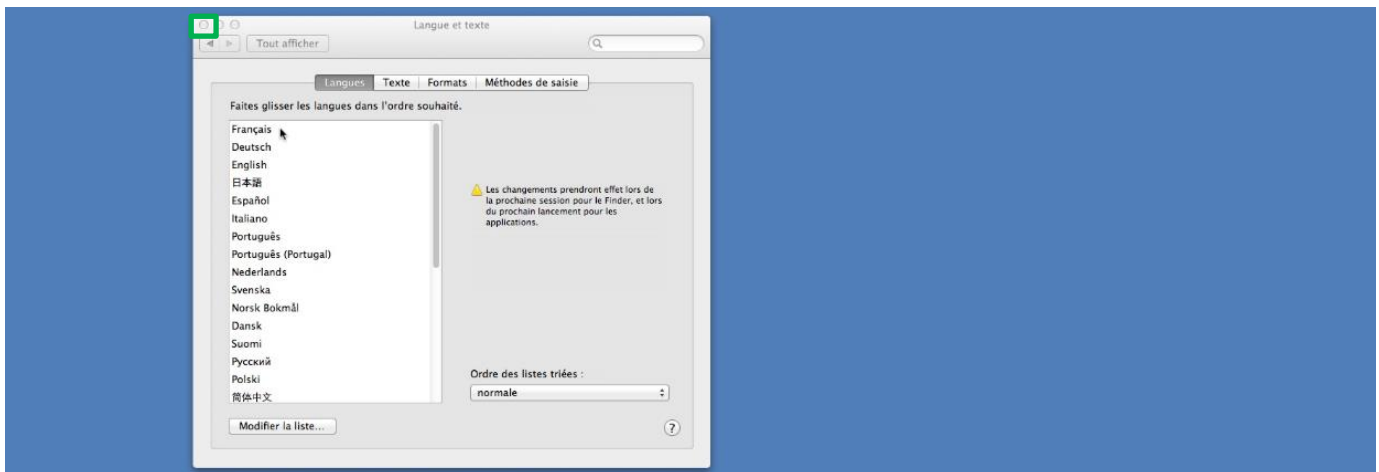 Langue et texte
Tout afficher
Langues Texte Formats Méthodes de saisie
Faites glisser les langues dans l'ordre souhaité.
Français
Deutsch
English
日本語
Español
Italiano
Português
Português (Portugal)
Nederlands
Svenska
Norsk Bokmål
Dansk
Suomi
Русский
Polski
简体中文
Les changements prendront effet lors de
la prochaine session pour le Finder, et lors
du prochain lancement pour les
applications.
Ordre des listes triées :
normale
Modifier la liste...
?